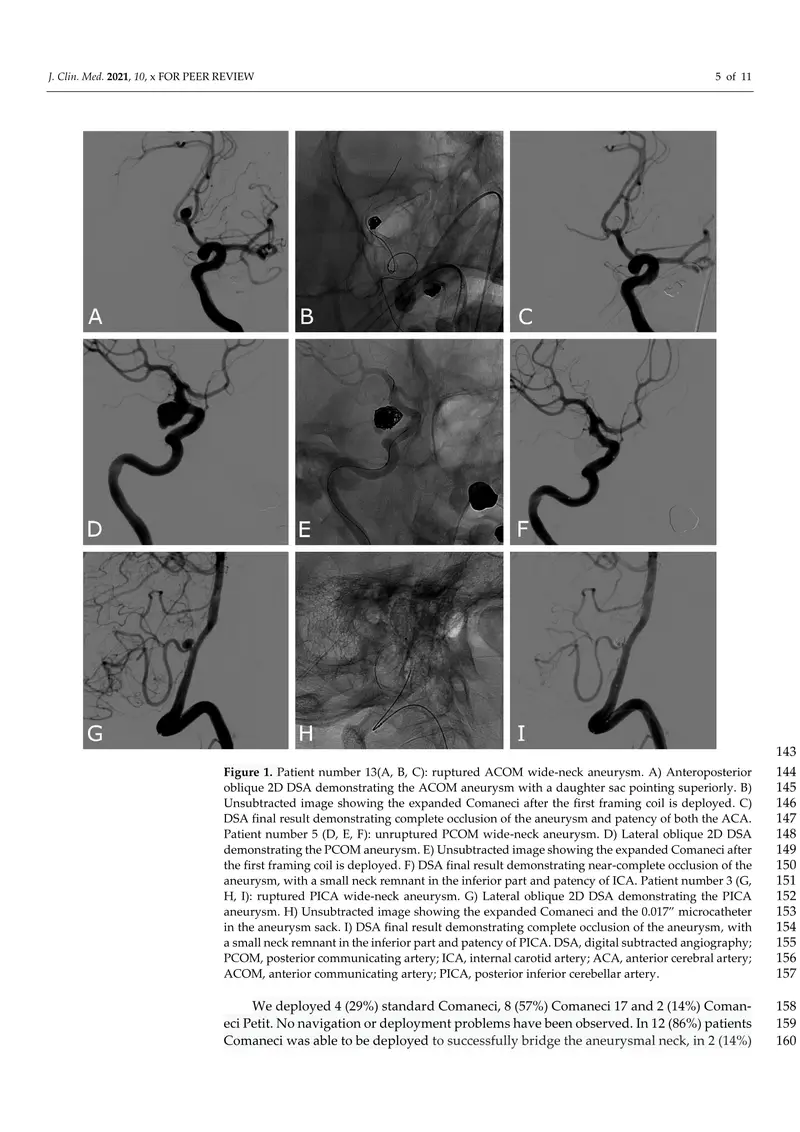 J. Clin. Med. 2021, 10, x FOR PEER REVIEW 5 of 11
A B C
D E F
G H I
143
Figure 1. Patient number 13(A, B, C): ruptured ACOM wide-neck aneurysm. A) Anteroposterior 144
oblique 2D DSA demonstrating the ACOM aneurysm with a daughter sac pointing superiorly. B) 145
Unsubtracted image showing the expanded Comaneci after the first framing coil is deployed. C) 146
DSA final result demonstrating complete occlusion of the aneurysm and patency of both the ACA. 147
Patient number 5 (D, E, F): unruptured PCOM wide-neck aneurysm. D) Lateral oblique 2D DSA 148
demonstrating the PCOM aneurysm. E) Unsubtracted image showing the expanded Comaneci after 149
the first framing coil is deployed. F) DSA final result demonstrating near-complete occlusion of the 150
aneurysm, with a small neck remnant in the inferior part and patency of ICA. Patient number 3 (G, 151
H, I): ruptured PICA wide-neck aneurysm. G) Lateral oblique 2D DSA demonstrating the PICA 152
aneurysm. H) Unsubtracted image showing the expanded Comaneci and the 0.017″ microcatheter 153
in the aneurysm sack. I) DSA final result demonstrating complete occlusion of the aneurysm, with 154
a small neck remnant in the inferior part and patency of PICA. DSA, digital subtracted angiography; 155
PCOM, posterior communicating artery; ICA, internal carotid artery; ACA, anterior cerebral artery; 156
ACOM, anterior communicating artery; PICA, posterior inferior cerebellar artery. 157
We deployed 4 (29%) standard Comaneci, 8 (57%) Comaneci 17 and 2 (14%) Coman- 158
eci Petit. No navigation or deployment problems have been observed. In 12 (86%) patients 159
Comaneci was able to be deployed to successfully bridge the aneurysmal neck, in 2 (14%) 160